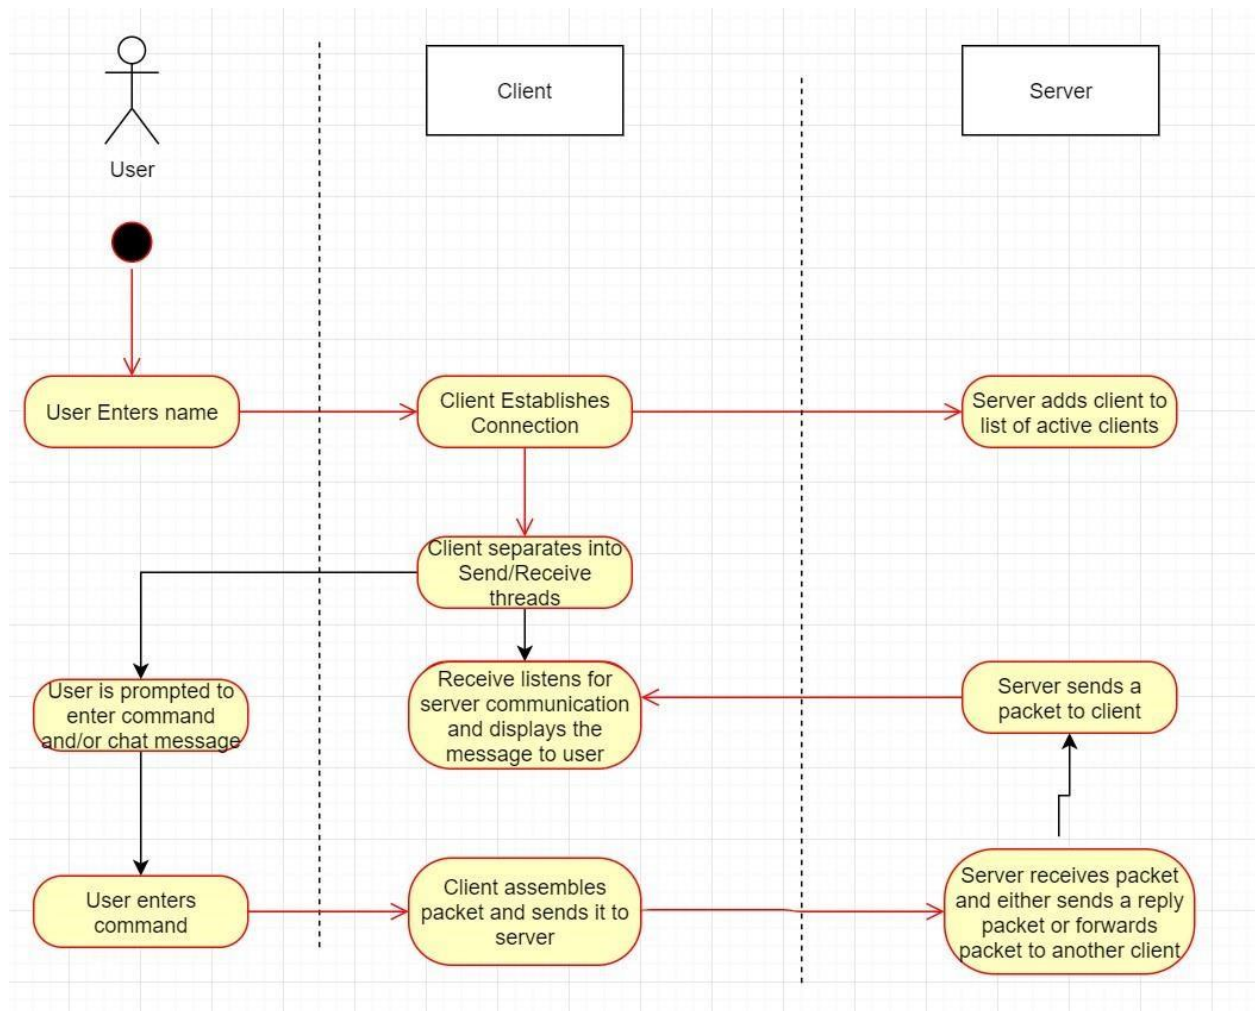 Client
Server
User
User Enters name
Client Establishes
Connection
Server adds client to
list of active clients
Client separates into
Send/Receive
threads
User is prompted to
enter command
and/or chat message
Receive listens for
server communication
and displays the
message to user
Server sends a
packet to client
User enters
command
Client assembles
packet and sends it to
server
Server receives packet
and either sends a reply
packet or forwards
packet to another client